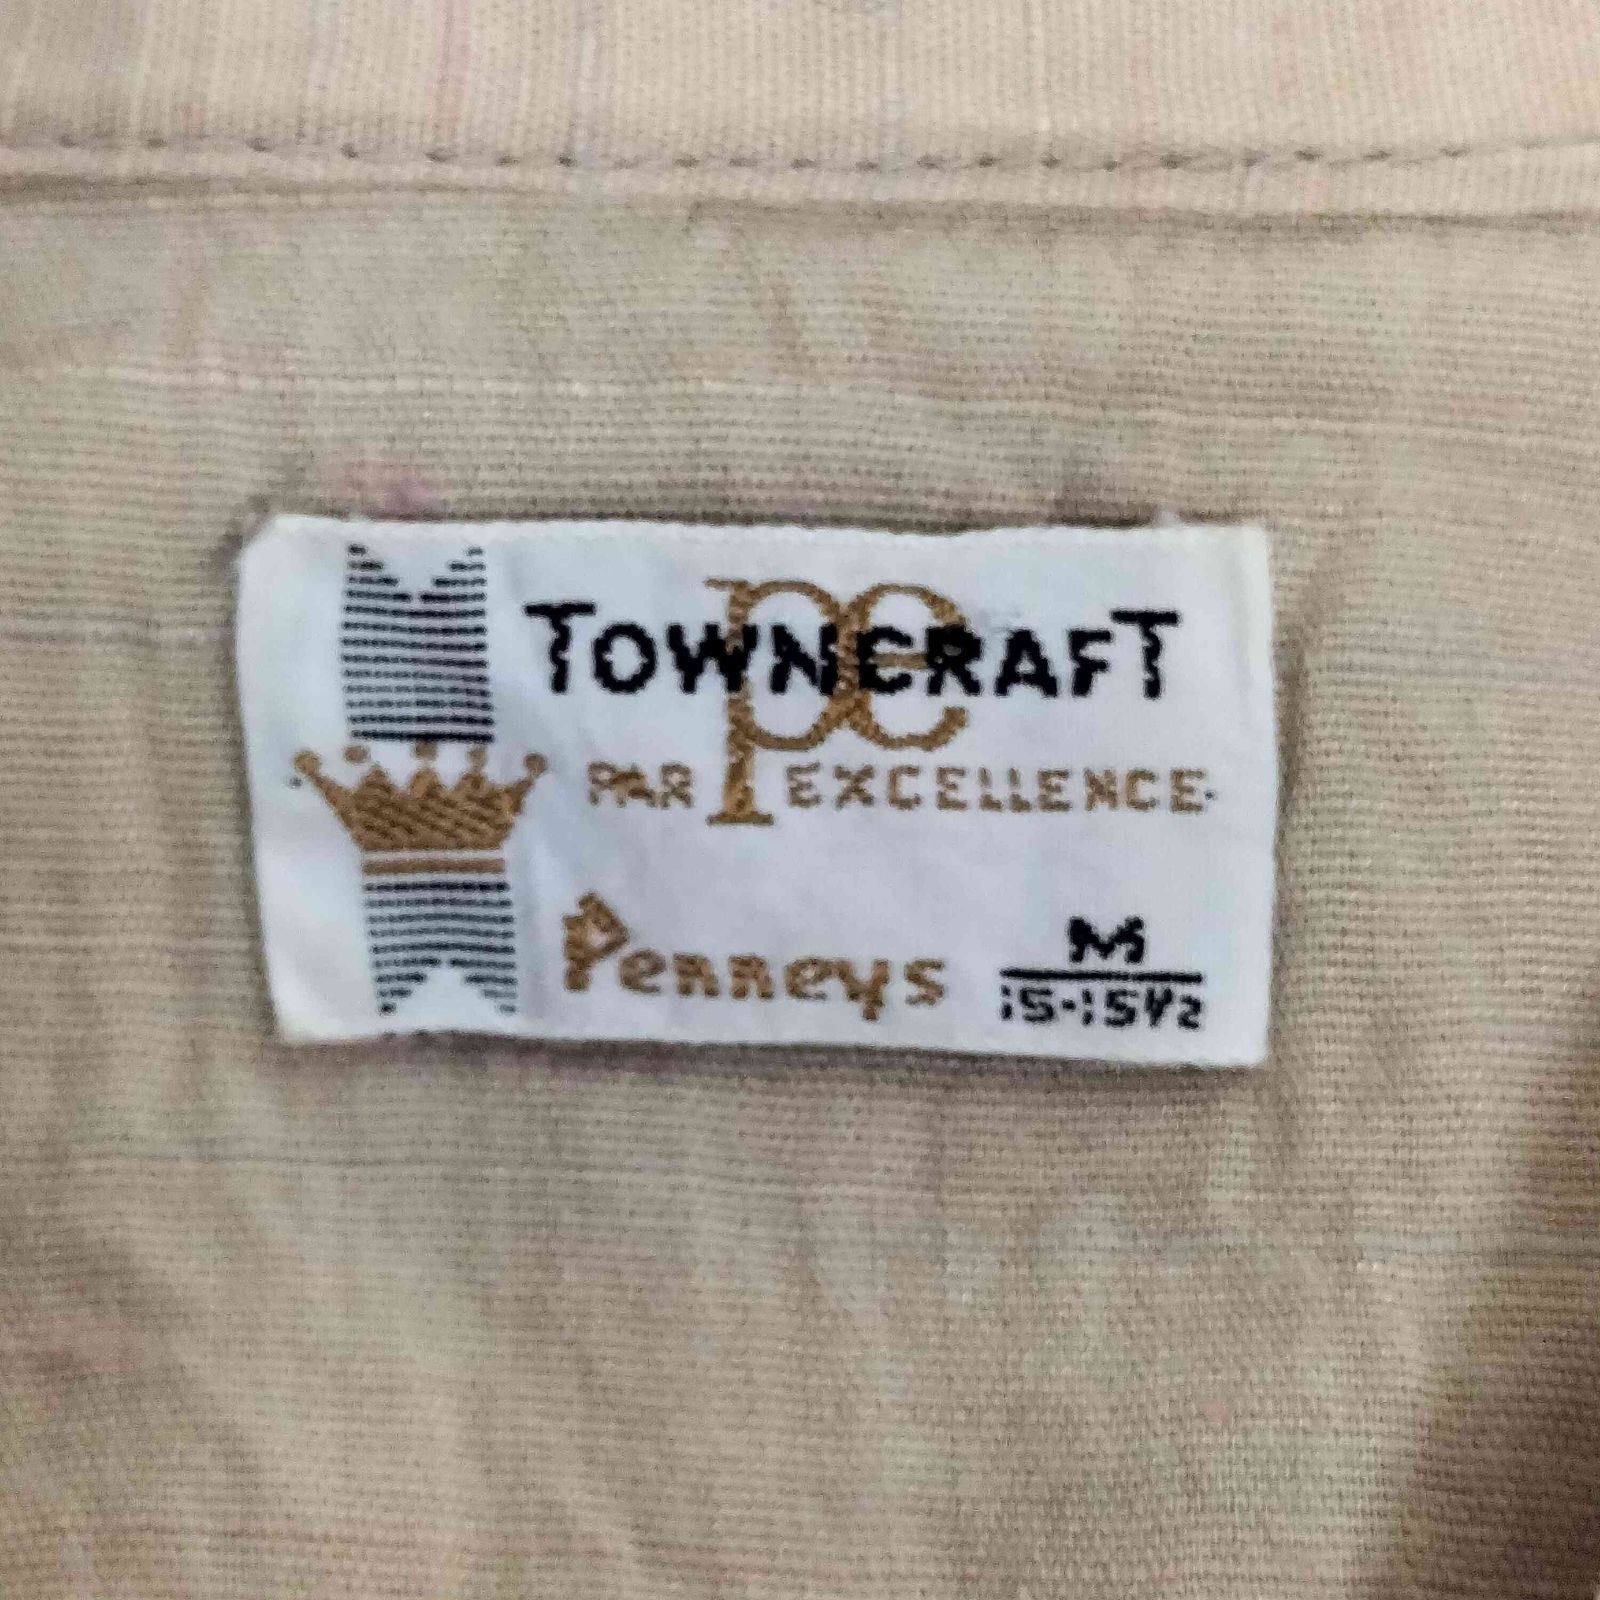 TOWNCRAFT
pe
PAR EXCELLENCE
Penneys
M
15-15½